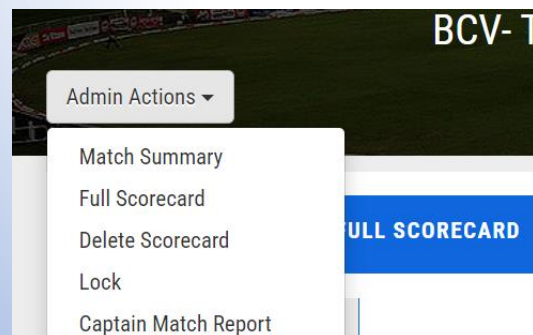 BCV- T
Admin Actions
Match Summary
Full Scorecard
Delete Scorecard
FULL SCORECARD
Lock
Captain Match Report